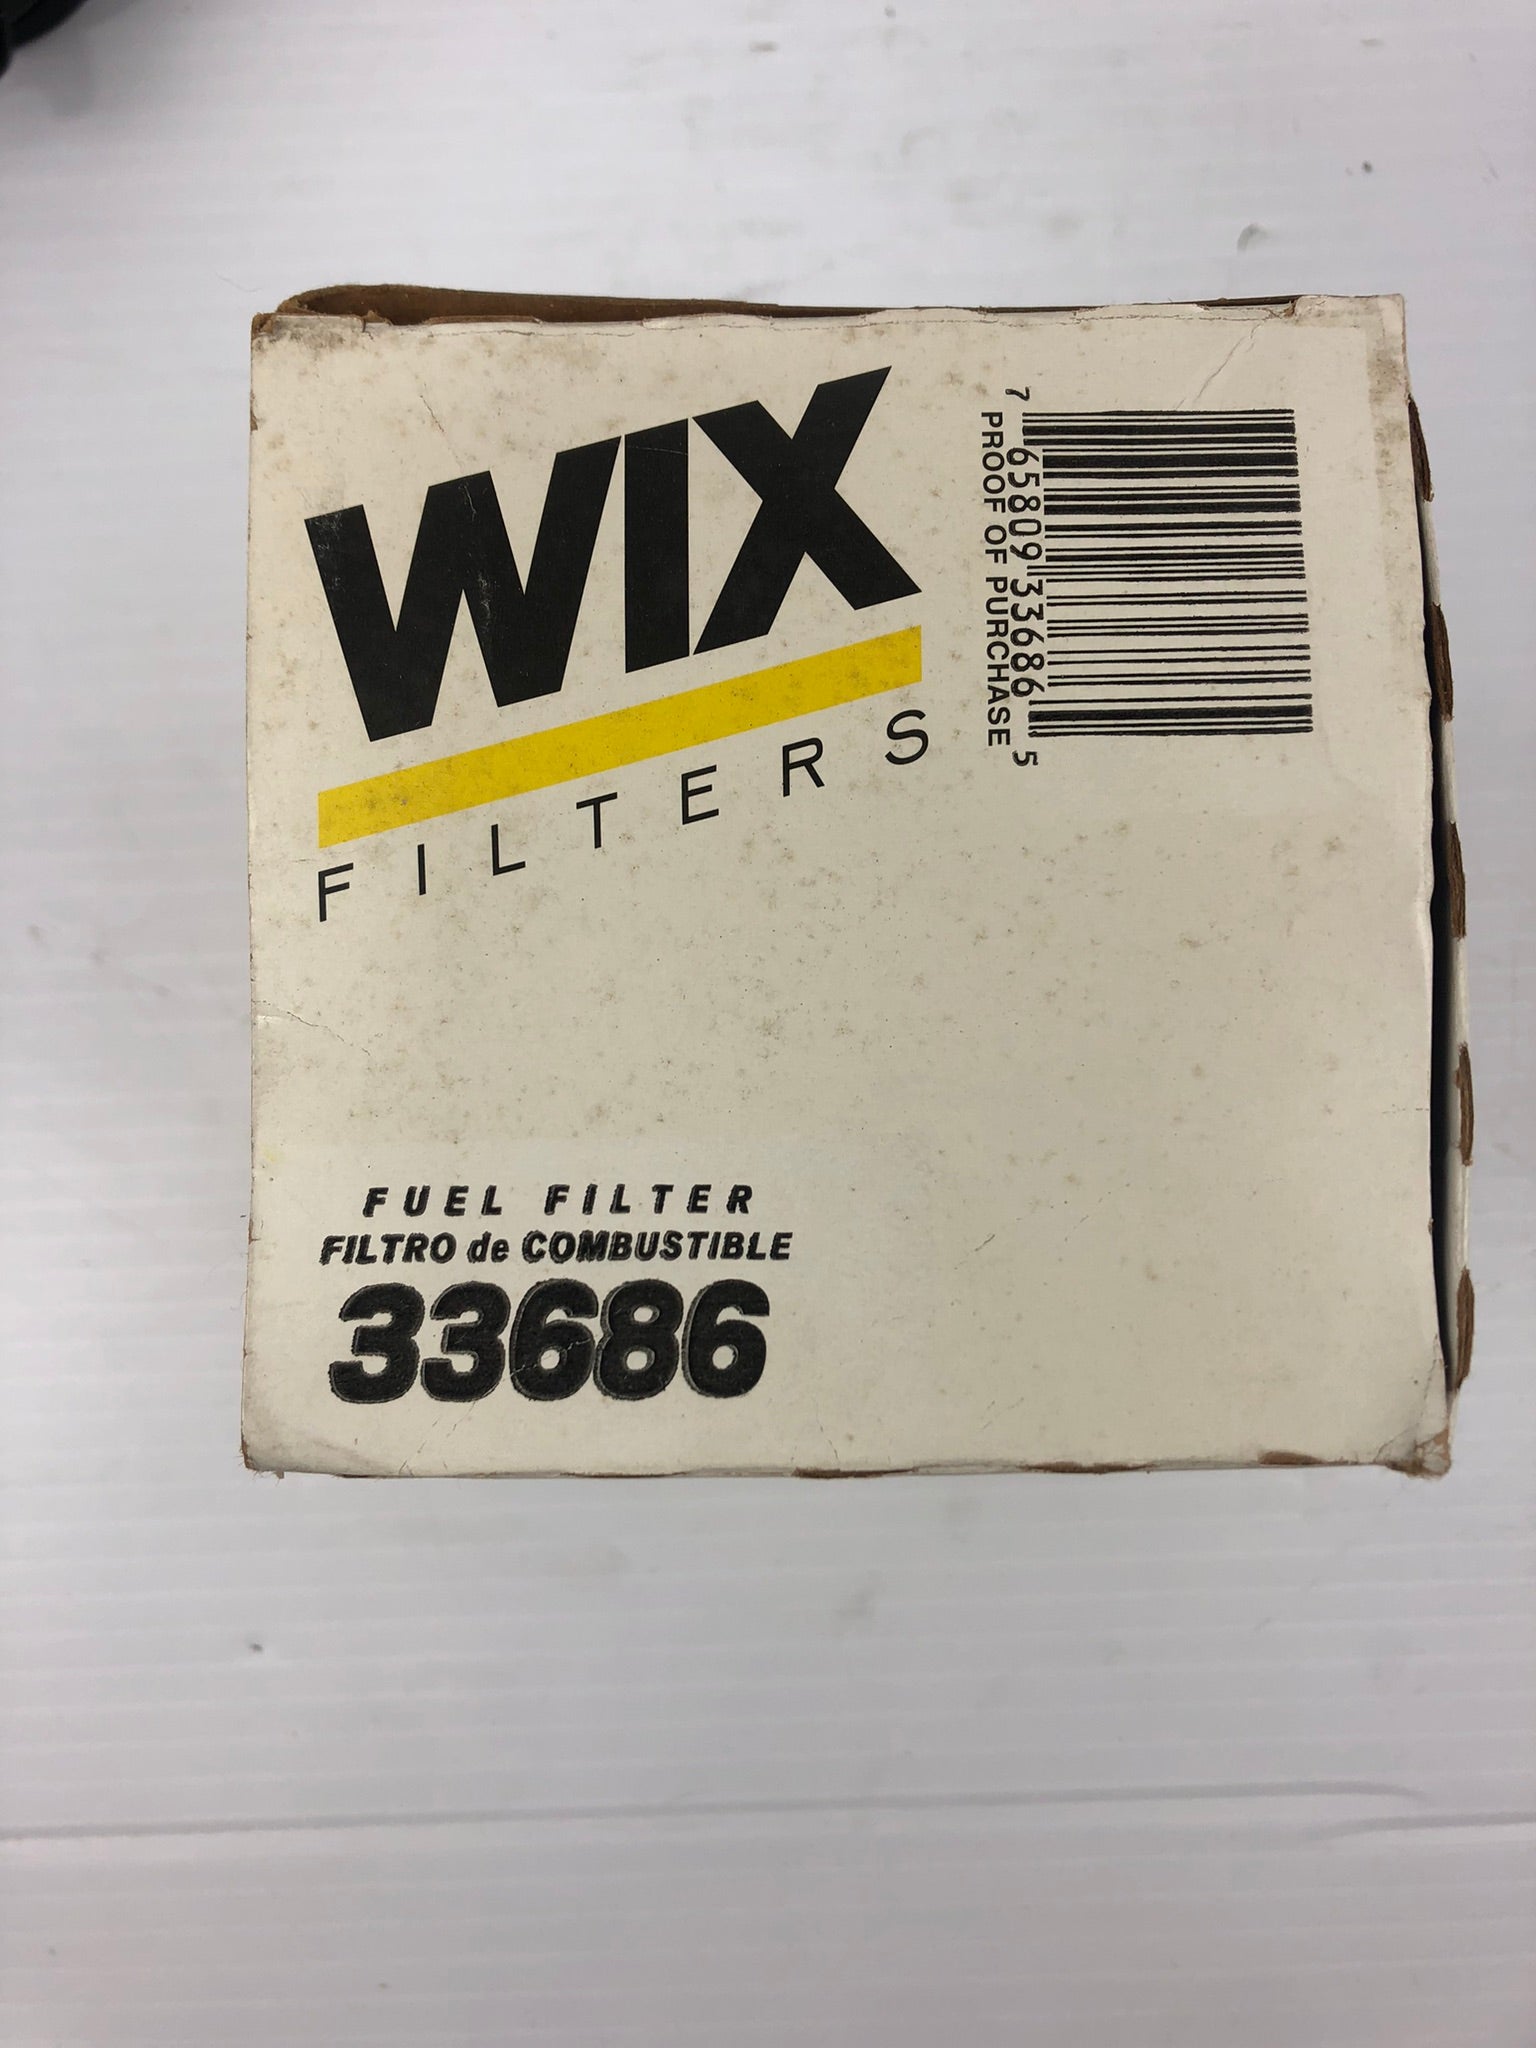 WIX
FILTERS
7 65809 33686 5
PROOF OF PURCHASE
FUEL FILTER
FILTRO de COMBUSTIBLE
33686